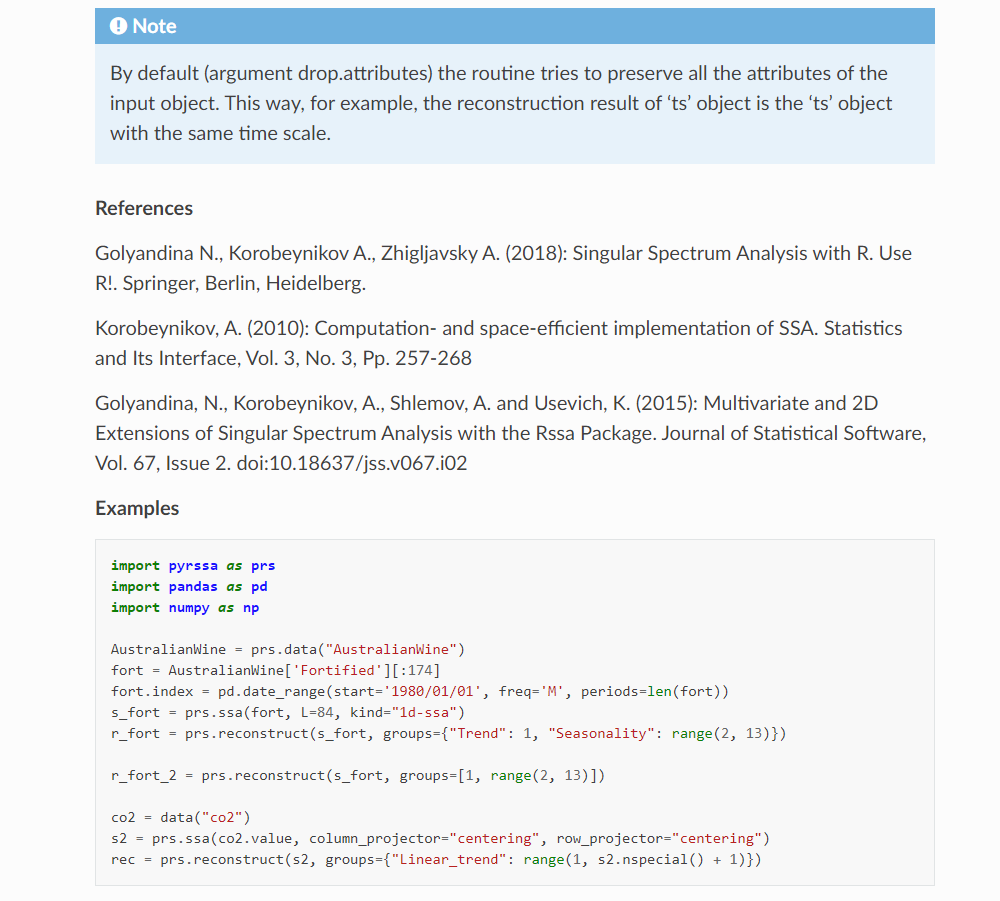 Note
By default (argument drop.attributes) the routine tries to preserve all the attributes of the
input object. This way, for example, the reconstruction result of ‘ts’ object is the ‘ts’ object
with the same time scale.
References
Golyandina N., Korobeynikov A., Zhigljavsky A. (2018): Singular Spectrum Analysis with R. Use
R!. Springer, Berlin, Heidelberg.
Korobeynikov, A. (2010): Computation- and space-efficient implementation of SSA. Statistics
and Its Interface, Vol. 3, No. 3, Pp. 257-268
Golyandina, N., Korobeynikov, A., Shlemov, A. and Usevich, K. (2015): Multivariate and 2D
Extensions of Singular Spectrum Analysis with the Rssa Package. Journal of Statistical Software,
Vol. 67, Issue 2. doi:10.18637/jss.v067.i02
Examples
import pyrssa as prs
import pandas as pd
import numpy as np
AustralianWine = prs.data("AustralianWine")
fort = AustralianWine['Fortified'][:174]
fort.index = pd.date_range(start='1980/01/01', freq='M', periods=len(fort))
s_fort = prs.ssa(fort, L=84, kind="1d-ssa")
r_fort = prs.reconstruct(s_fort, groups={"Trend": 1, "Seasonality": range(2, 13)})
r_fort_2 = prs.reconstruct(s_fort, groups=[1, range(2, 13)])
co2 = data("co2")
s2 = prs.ssa(co2.value, column_projector="centering", row_projector="centering")
rec = prs.reconstruct(s2, groups={"Linear_trend": range(1, s2.nspecial() + 1)})